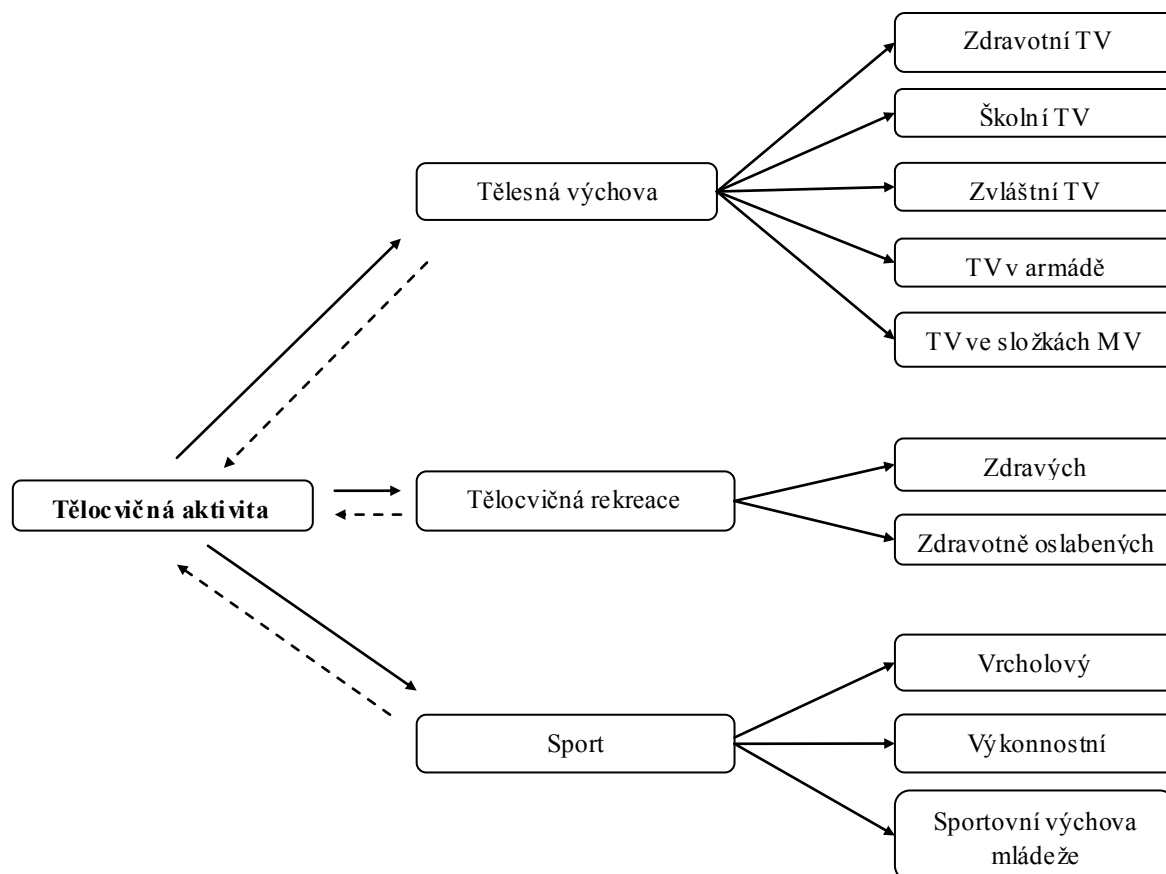 Zdravotní TV
Školní TV
Tělesná výchova
Zvláštní TV
TV v armádě
TV ve složkách MV
Zdravých
Tělocvičná aktivita
Tělocvičná rekreace
Zdravotně oslabených
Vrcholový
Sport
Výkonnostní
Sportovní výchova
mládeže